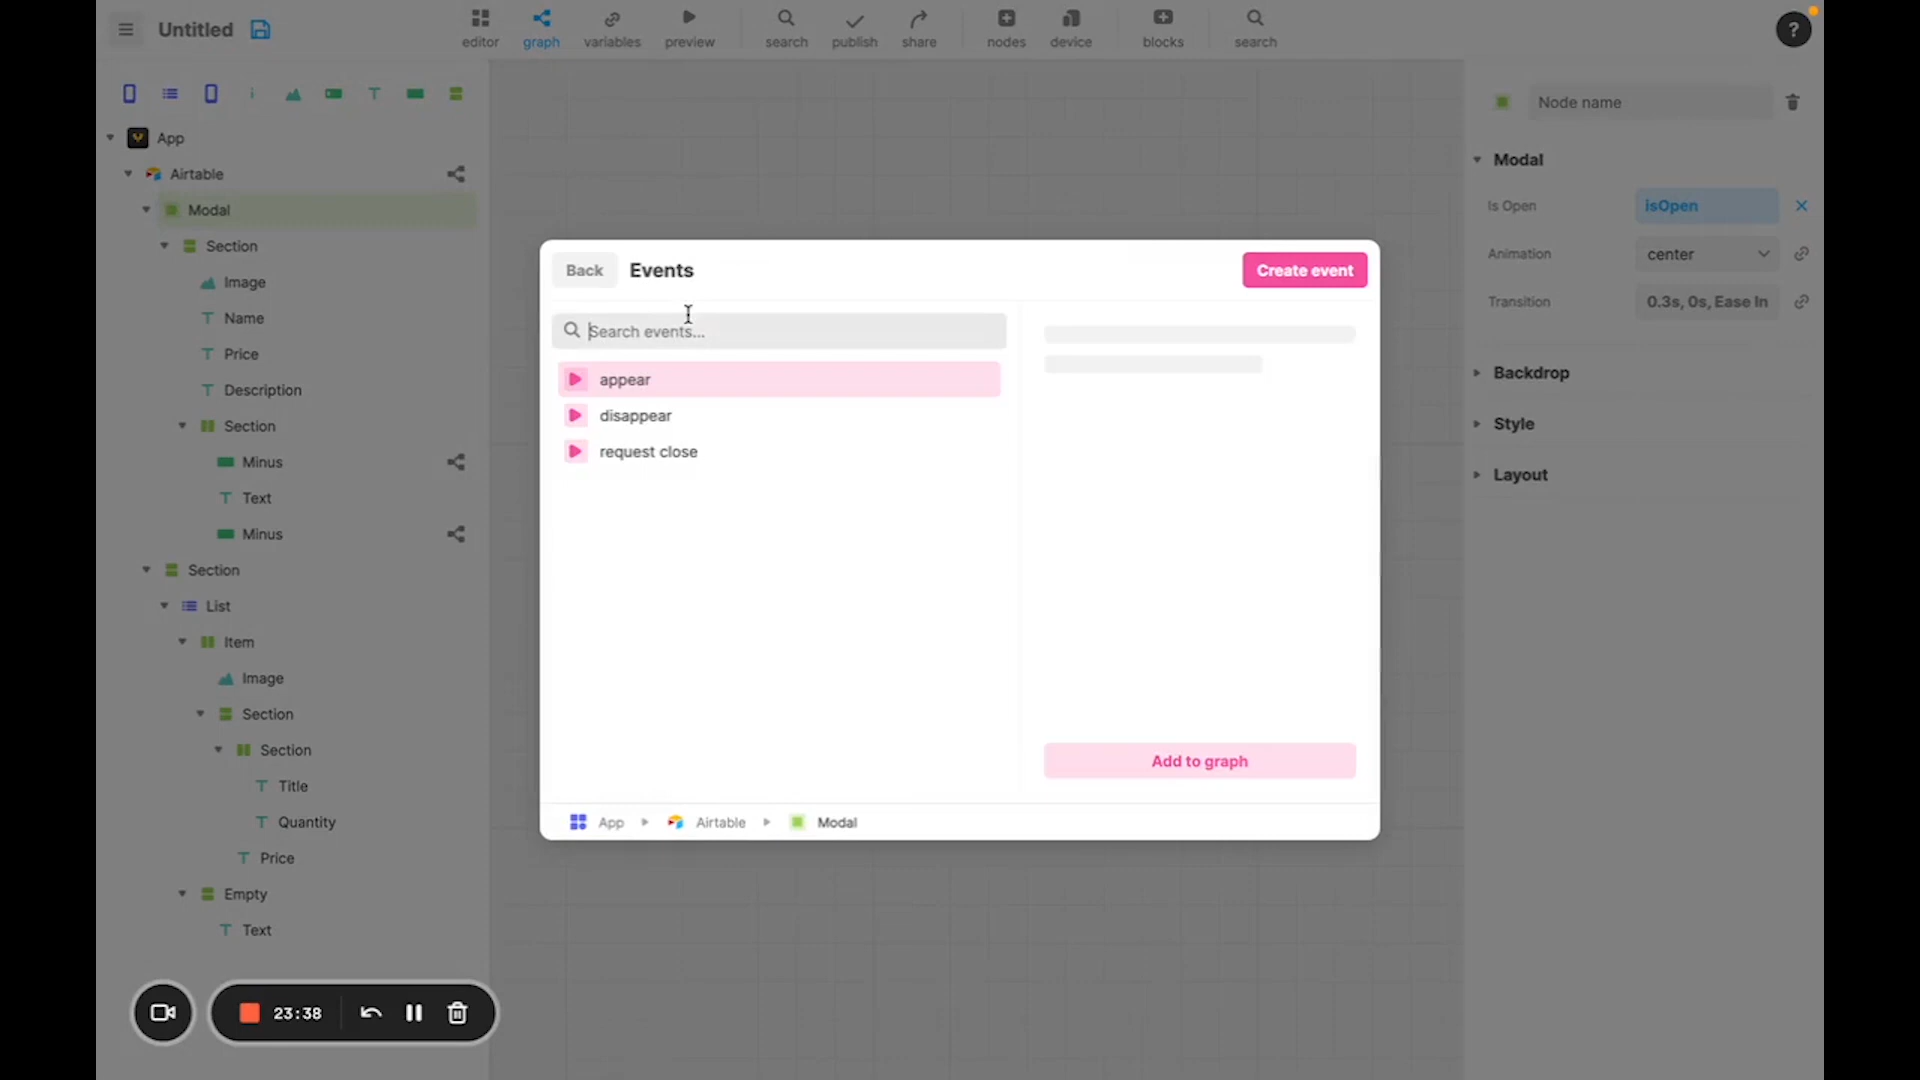 Untitled
editor
graph
variables
preview
search
publish
share
nodes
device
blocks
search
?
App
Airtable
Modal
Section
Image
Name
Price
Description
Section
Minus
Text
Minus
Section
List
Item
Image
Section
Section
Title
Quantity
Price
Empty
Text
Back
Events
Create event
Search events...
appear
disappear
request close
Add to graph
App
Airtable
Modal
Node name
Modal
Is Open
isOpen
Animation
center
Transition
0.3s, 0s, Ease In
Backdrop
Style
Layout
23:38